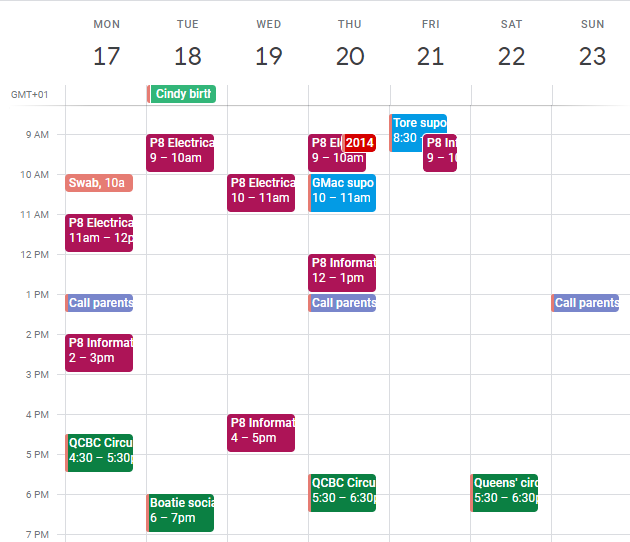 MON TUE WED THU FRI SAT SUN
17 18 19 20 21 22 23
GMT+01
Cindy birth
9 AM
10 AM
11 AM
12 PM
1 PM
2 PM
3 PM
4 PM
5 PM
6 PM
7 PM
Swab, 10a
P8 Electrica
11am – 12p
Call parents
P8 Informat
2 – 3pm
QCBC Circu
4:30 – 5:30p
P8 Electrica
9 – 10am
Boatie socia
6 – 7pm
P8 Electrica
10 – 11am
P8 Informat
4 – 5pm
P8 El
9 – 10am
2014
GMac supo
10 – 11am
P8 Informat
12 – 1pm
Call parents
QCBC Circu
5:30 – 6:30p
Tore supo
8:30
P8 Inf
9 – 10
Queens' circ
5:30 – 6:30p
Call parents